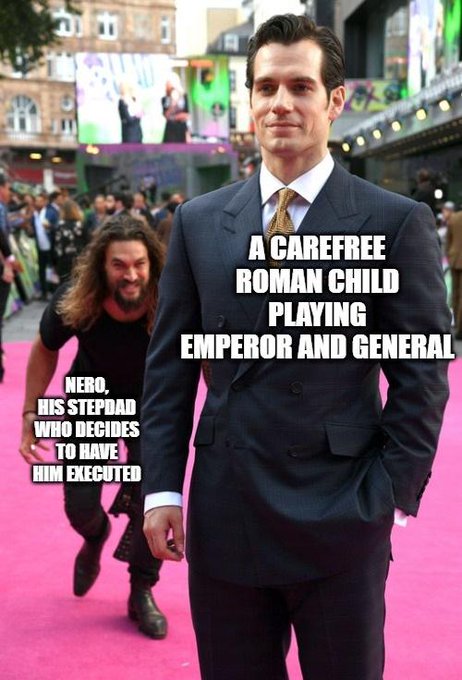 A CAREFREE
ROMAN CHILD
PLAYING
EMPEROR AND GENERAL
NERO,
HIS STEPDAD
WHO DECIDES
TO HAVE
HIM EXECUTED